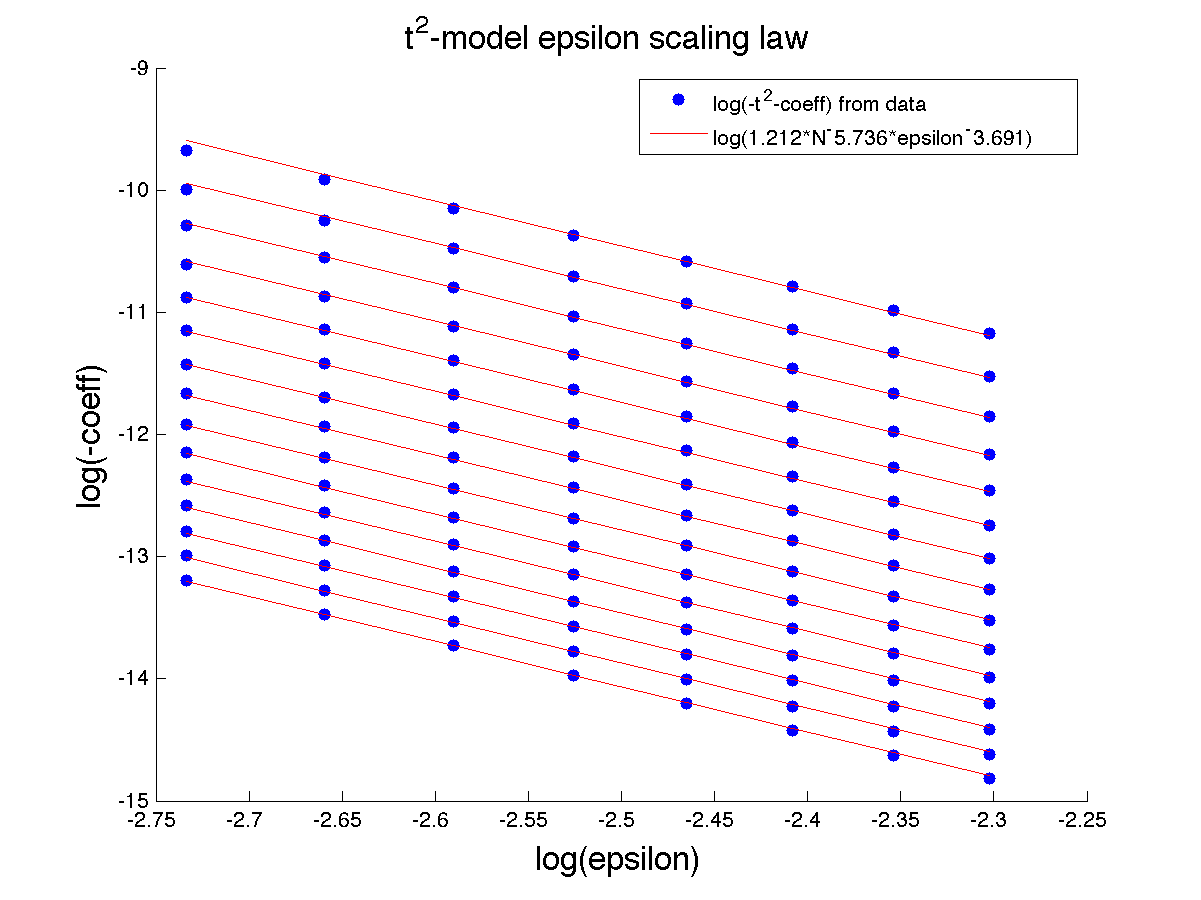 t²-model epsilon scaling law
log(-t²-coeff) from data
log(1.212*N^-5.736*epsilon^-3.691)
log(-coeff)
-9
-10
-11
-12
-13
-14
-15
-2.75 -2.7 -2.65 -2.6 -2.55 -2.5 -2.45 -2.4 -2.35 -2.3 -2.25
log(epsilon)